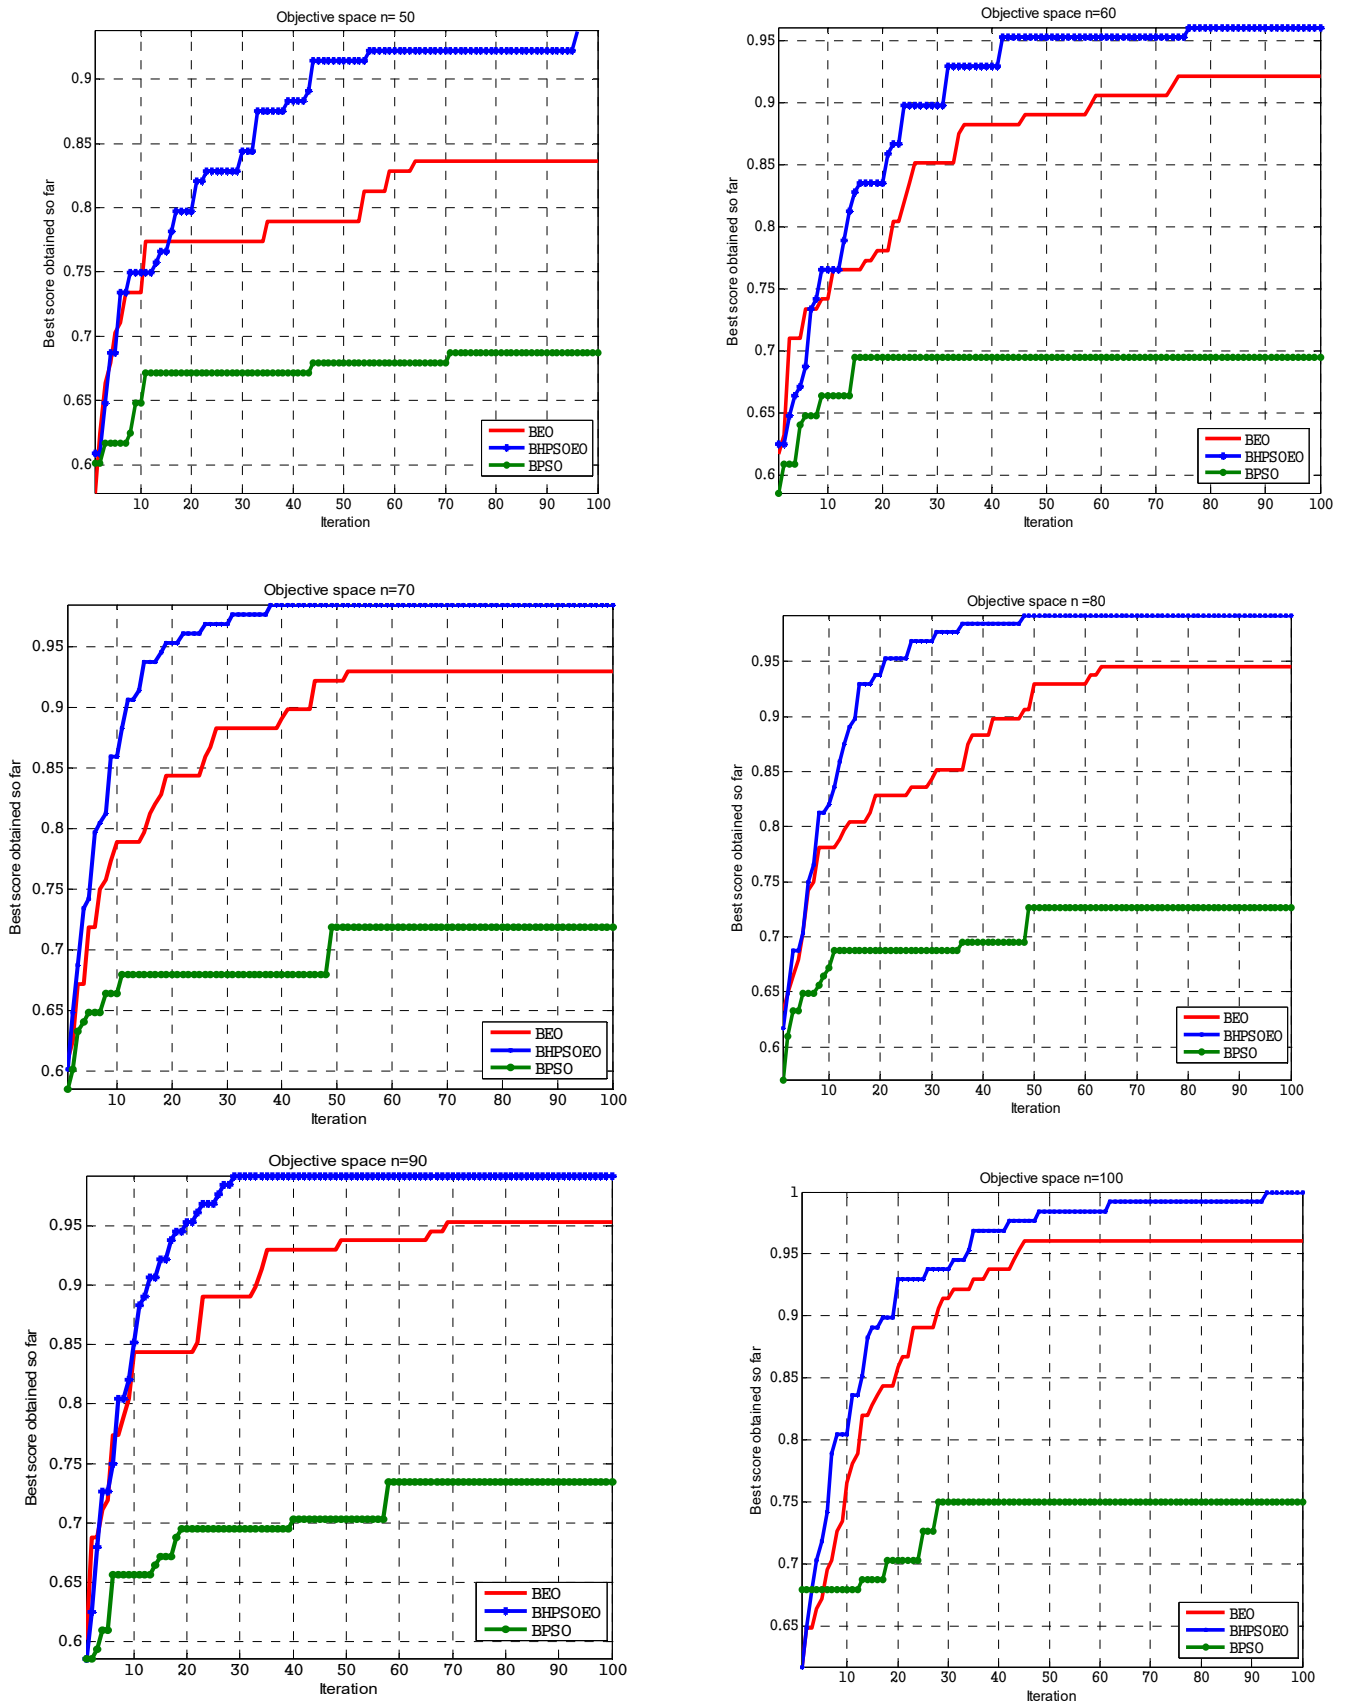 Objective space n= 50
Best score obtained so far
0.9
0.85
0.8
0.75
0.7
0.65
0.6
BEO
BHPSOEO
BPSO
10 20 30 40 50 60 70 80 90 100
Iteration
Objective space n=60
Best score obtained so far
0.95
0.9
0.85
0.8
0.75
0.7
0.65
0.6
BEO
BHPSOEO
BPSO
10 20 30 40 50 60 70 80 90 100
Iteration
Objective space n=70
Best score obtained so far
0.95
0.9
0.85
0.8
0.75
0.7
0.65
0.6
BEO
BHPSOEO
BPSO
10 20 30 40 50 60 70 80 90 100
Iteration
Objective space n =80
Best score obtained so far
0.95
0.9
0.85
0.8
0.75
0.7
0.65
0.6
BEO
BHPSOEO
BPSO
10 20 30 40 50 60 70 80 90 100
Iteration
Objective space n=90
Best score obtained so far
0.95
0.9
0.85
0.8
0.75
0.7
0.65
0.6
BEO
BHPSOEO
BPSO
10 20 30 40 50 60 70 80 90 100
Iteration
Objective space n=100
Best score obtained so far
1
0.95
0.9
0.85
0.8
0.75
0.7
0.65
BEO
BHPSOEO
BPSO
10 20 30 40 50 60 70 80 90 100
Iteration